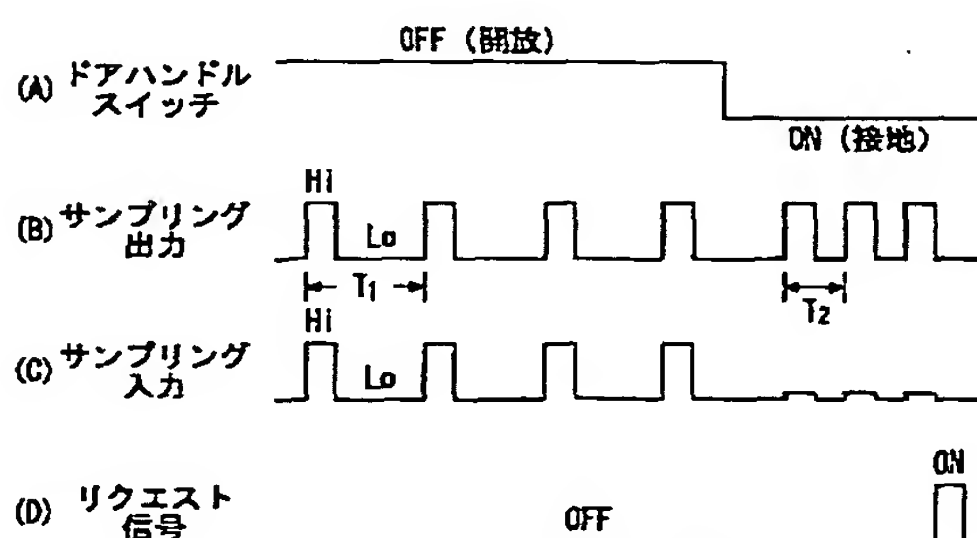 OFF (開放)
(A) ドアハンドル
スイッチ
ON (接地)
Hi
(B) サンプリング
出力
Lo
T1
T2
Hi
(C) サンプリング
入力
Lo
ON
(D) リクエスト
信号
OFF